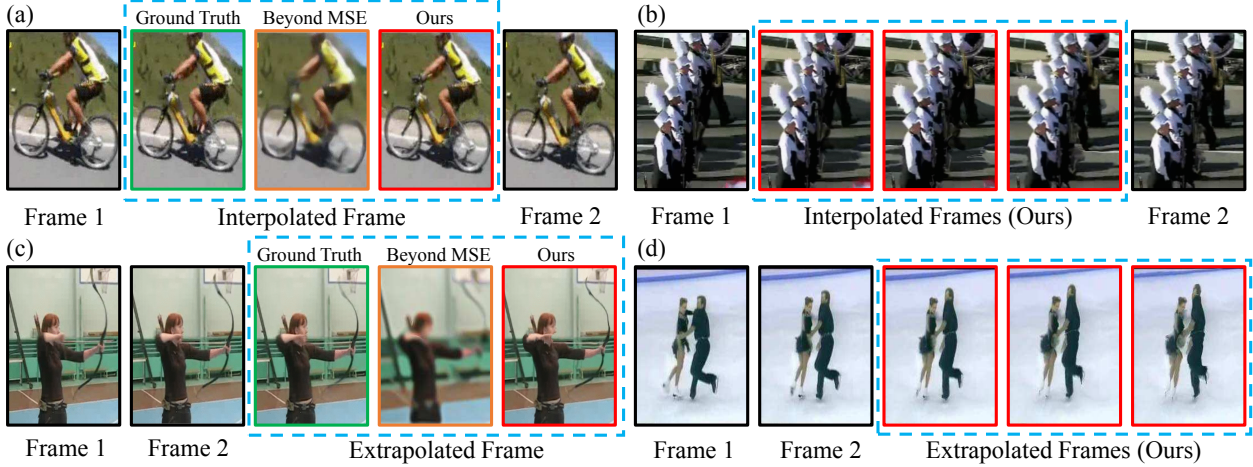 (a)
Ground Truth Beyond MSE Ours
Frame 1 Interpolated Frame Frame 2
(b)
Frame 1 Interpolated Frames (Ours) Frame 2
(c)
Ground Truth Beyond MSE Ours
Frame 1 Frame 2 Extrapolated Frame
(d)
Frame 1 Frame 2 Extrapolated Frames (Ours)